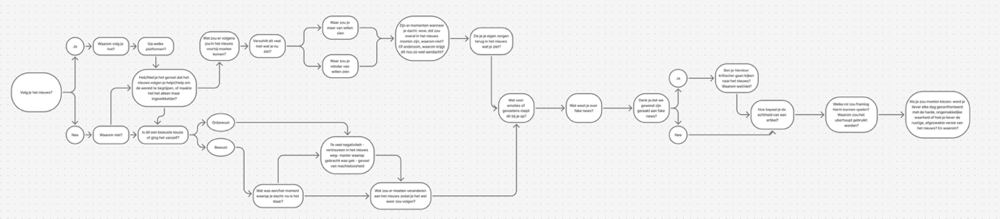 Volg je het nieuws?
Ja
Waarom volg je
het?
Via welke
platformen?
Heb/Had je het gevoel dat het
nieuws volgen je helpt/hielp om
de wereld te begrijpen, of maakte
het het alleen maar
ingewikkelder?
Nee
Waarom niet?
Is dit een bewuste keuze
of ging het vanzelf?
Onbewust
Bewust
Wat zou er volgens
jou in het nieuws
voorbij moeten
komen?
Verschilt dit veel
met wat je nu
ziet?
Waar zou je
meer van willen
zien
Waar zou je
minder van
willen zien
Zijn er momenten wanneer
je dacht: wow, dit zou
overal in het nieuws
moeten zijn, waarom niet?
Of andersom, waarom krijgt
dit nou zo veel aandacht?
Zie je je eigen zorgen
terug in het nieuws
wat je ziet?
Te veel negativiteit -
vertrouwen in het nieuws
weg- manier waarop
gebracht was gek - gevoel
van machteloosheid
Wat was een/het moment
waarop je dacht: nu is het
klaar?
Wat zou er moeten veranderen
aan het nieuws zodat je het wel
weer zou volgen?
Wat voor
emoties of
gevoelens roept
dit bij je op?
Wat weet je over
fake news?
Denk je dat we
gewend zijn
geraakt aan fake
news?
Ja
Nee
Ben je hierdoor
kritischer gaan kijken
naar het nieuws?
Waarom wel/niet?
Hoe bepaal je de
echtheid van een
artikel?
Welke rol zou framing
hierin kunnen spelen?
Waarom zou het
überhaupt gebruikt
worden?
Als je zou moeten kiezen: word je
liever elke dag geconfronteerd
met de harde, ongemakkelijke
waarheid of heb je liever de
rustige, afgezwakte versie van
het nieuws? En waarom?